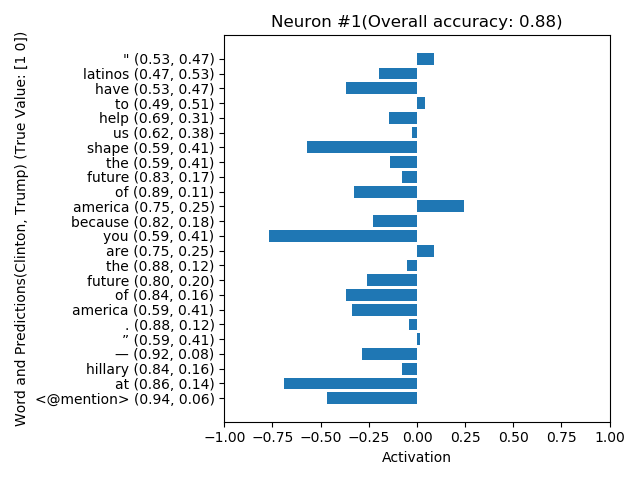 Neuron #1(Overall accuracy: 0.88)
Word and Predictions(Clinton, Trump) (True Value: [1 0])
" (0.53, 0.47)
latinos (0.47, 0.53)
have (0.53, 0.47)
to (0.49, 0.51)
help (0.69, 0.31)
us (0.62, 0.38)
shape (0.59, 0.41)
the (0.59, 0.41)
future (0.83, 0.17)
of (0.89, 0.11)
america (0.75, 0.25)
because (0.82, 0.18)
you (0.59, 0.41)
are (0.75, 0.25)
the (0.88, 0.12)
future (0.80, 0.20)
of (0.84, 0.16)
america (0.59, 0.41)
. (0.88, 0.12)
” (0.59, 0.41)
— (0.92, 0.08)
hillary (0.84, 0.16)
at (0.86, 0.14)
<@mention> (0.94, 0.06)
−1.00 −0.75 −0.50 −0.25 0.00 0.25 0.50 0.75 1.00
Activation